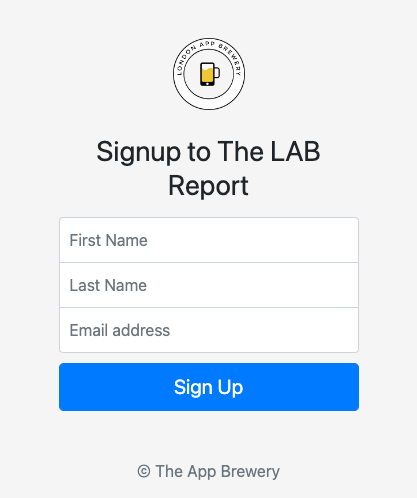 LONDON APP BREWERY
Signup to The LAB
Report
First Name
Last Name
Email address
Sign Up
© The App Brewery